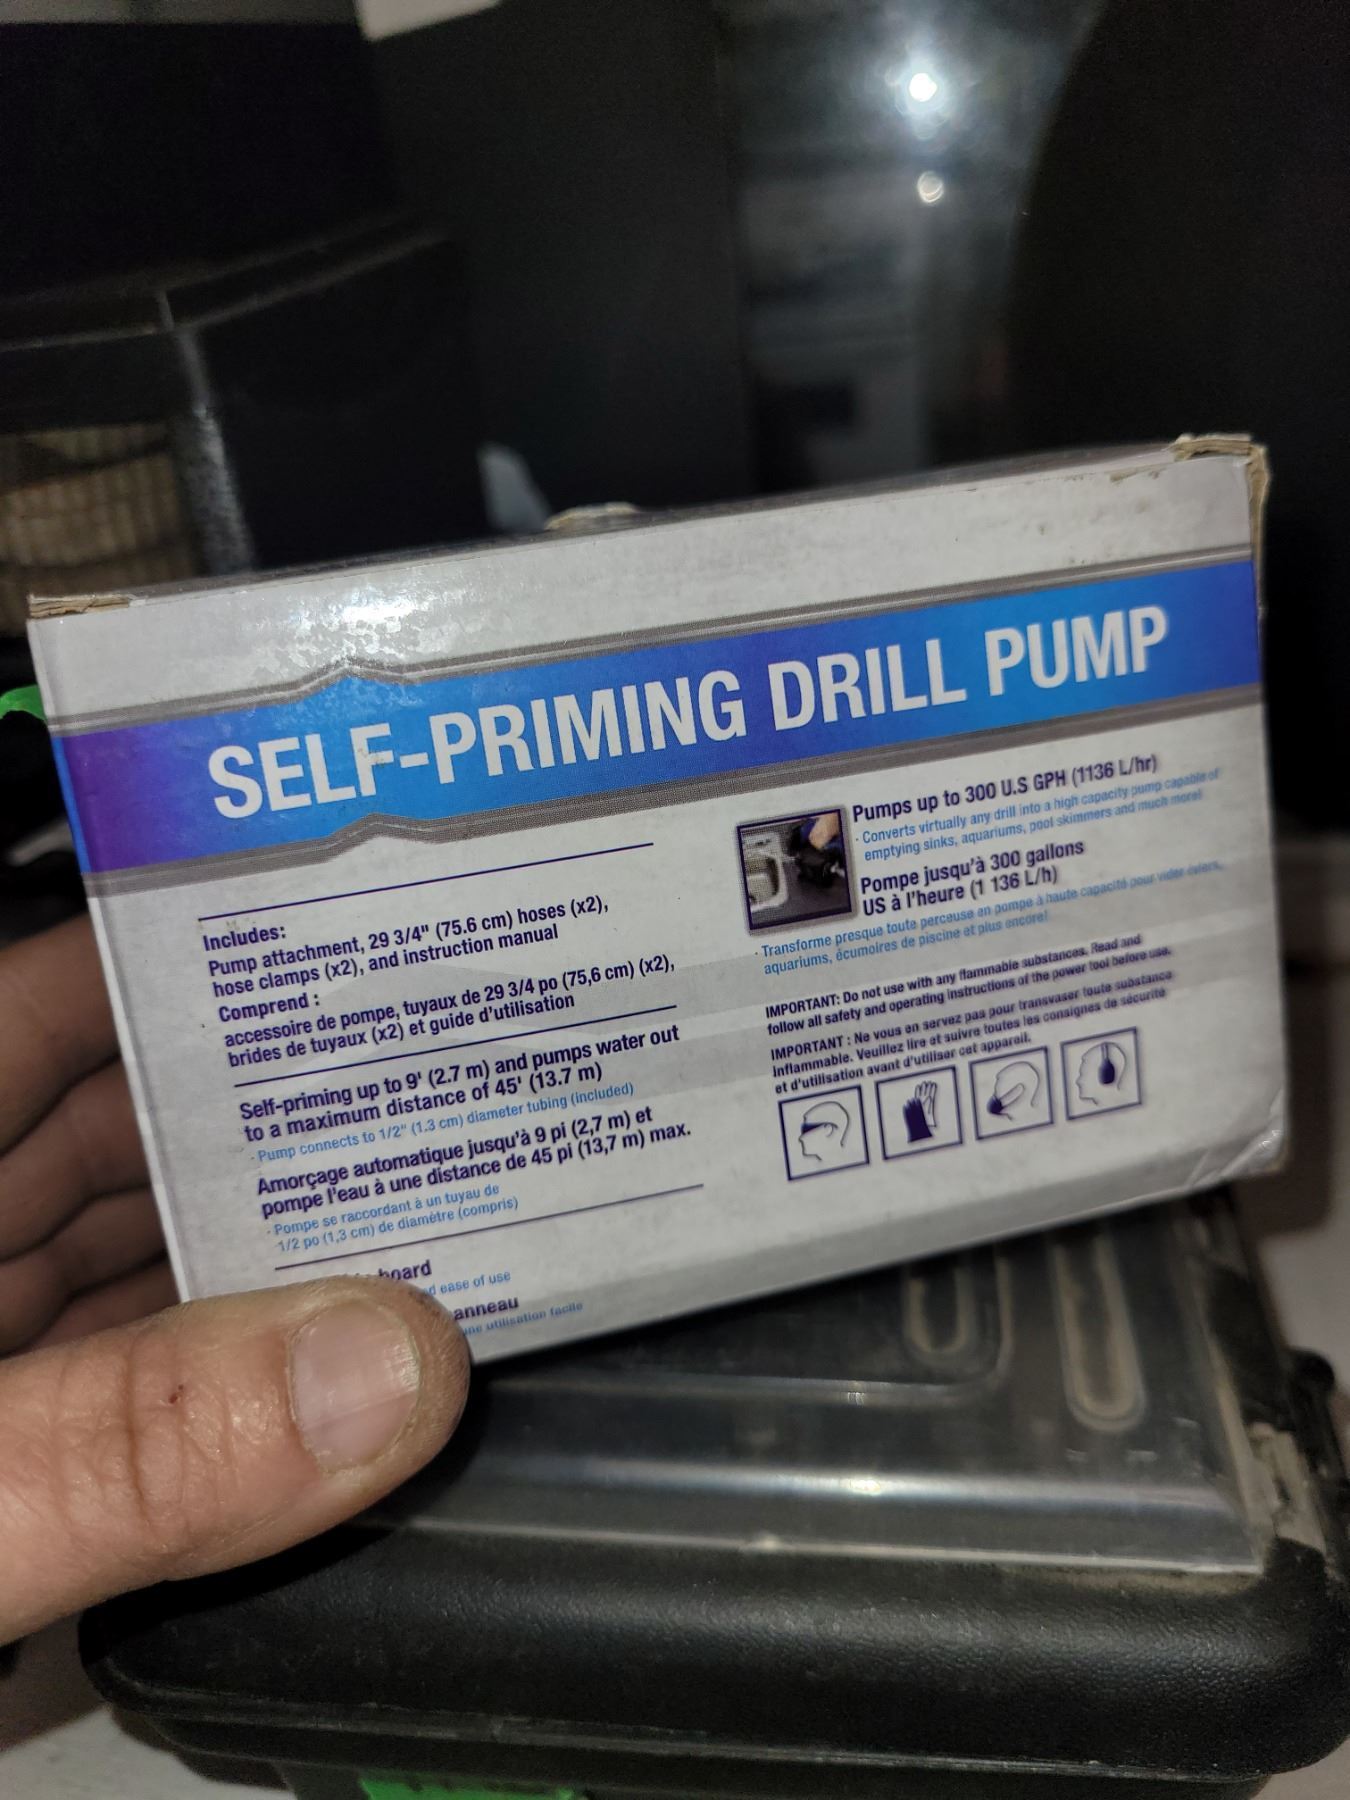 SELF-PRIMING DRILL PUMP
Includes:
Pump attachment, 29 3/4" (75.6 cm) hoses (x2),
hose clamps (x2), and instruction manual
Comprend :
accessoire de pompe, tuyaux de 29 3/4 po (75,6 cm) (x2),
brides de tuyaux (x2) et guide d'utilisation
Self-priming up to 9' (2.7 m) and pumps water out
to a maximum distance of 45' (13.7 m)
· Pump connects to 1/2" (1.3 cm) diameter tubing (included)
Amorçage automatique jusqu'à 9 pi (2,7 m) et
pompe l'eau à une distance de 45 pi (13,7 m) max.
· Pompe se raccordant à un tuyau de
1/2 po (1,3 cm) de diamètre (compris)
board
ease of use
anneau
utilisation facile
Pumps up to 300 U.S GPH (1136 L/hr)
· Converts virtually any drill into a high capacity pump capable of
emptying sinks, aquariums, pool skimmers and much more!
Pompe jusqu'à 300 gallons
US à l'heure (1 136 L/h)
· Transforme presque toute perceuse en pompe à haute capacité pour vider éviers,
aquariums, écumoires de piscine et plus encore!
IMPORTANT: Do not use with any flammable substances. Read and
follow all safety and operating instructions of the power tool before use.
IMPORTANT : Ne vous en servez pas pour transvaser toute substance
inflammable. Veuillez lire et suivre toutes les consignes de sécurité
et d'utilisation avant d'utiliser cet appareil.